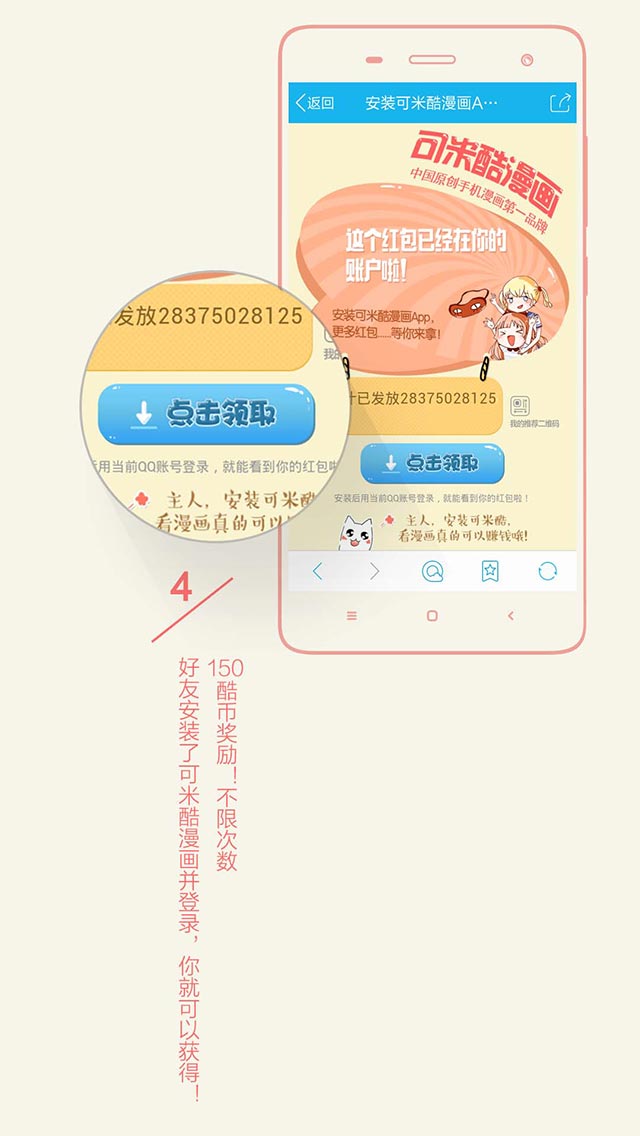 返回
安装可米酷漫画A…
可米酷漫画
中国原创手机漫画第一品牌
这个红包已经在你的
账户啦!
安装可米酷漫画App,
更多红包.....等你来拿!
计已发放28375028125
我的推荐二维码
点击领取
安装后用当前QQ账号登录,就能看到你的红包啦!
主人,安装可米酷,
看漫画真的可以赚钱哦!
发放28375028125
我的
点击领取
后用当前QQ账号登录,就能看到你的红包啦
主人,安装可米酷
看漫画真的可以
4
150酷币奖励!不限次数
好友安装了可米酷漫画并登录,你就可以获得!